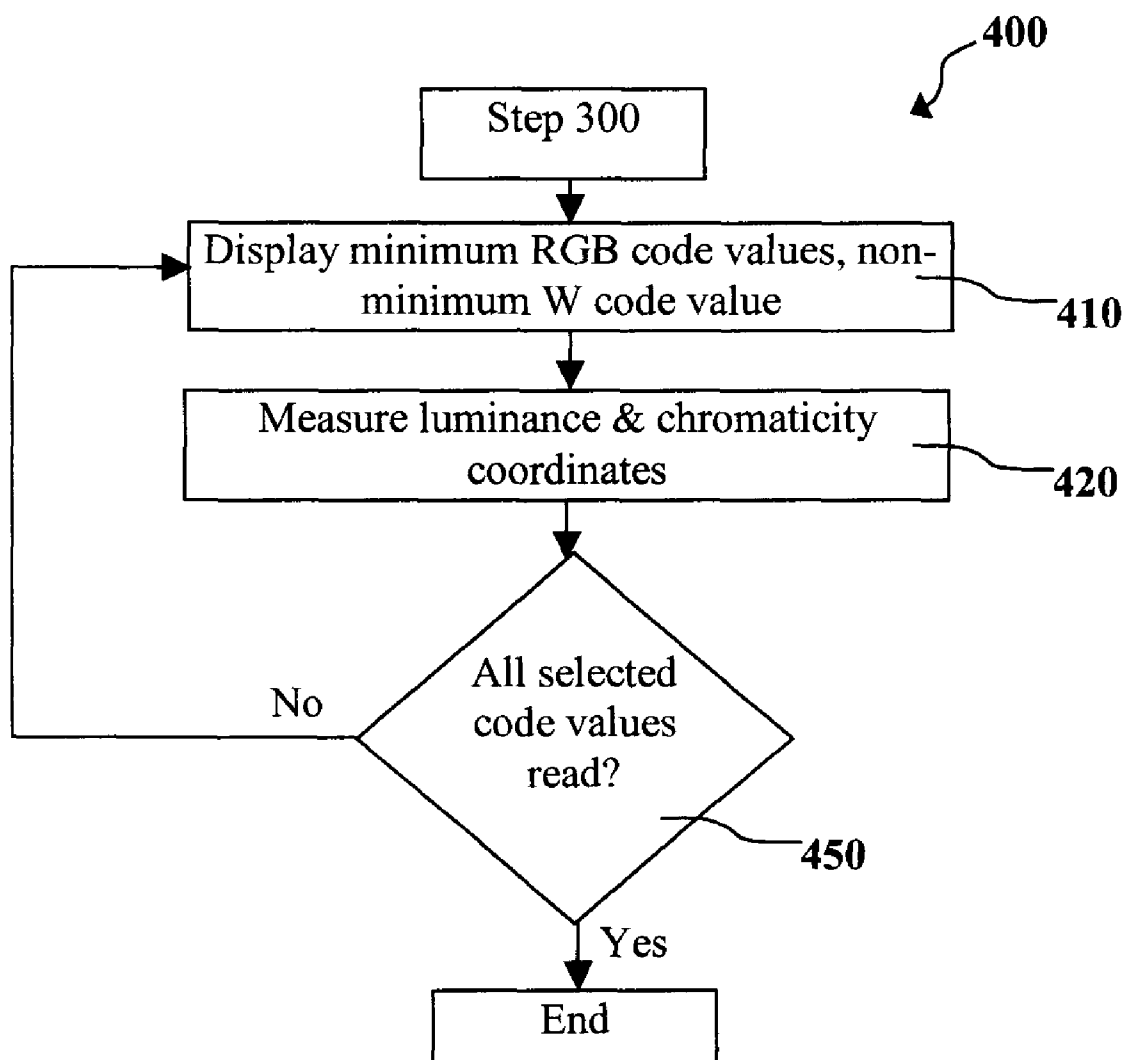 400
Step 300
Display minimum RGB code values, non-
minimum W code value
410
Measure luminance & chromaticity
coordinates
420
All selected
code values
read?
No
450
Yes
End